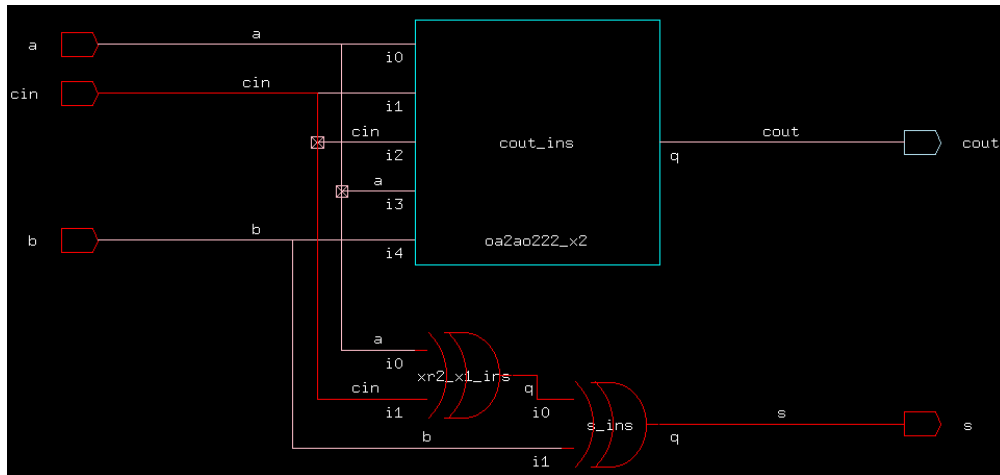 a
a
i0
cin
cin
i1
cin
i2
cout_ins
cout
cout
q
a
i3
b
b
i4
oa2ao222_x2
a
i0
xr2_x1_ins
cin
q
i1
i0
s
s_ins
s
b
q
i1